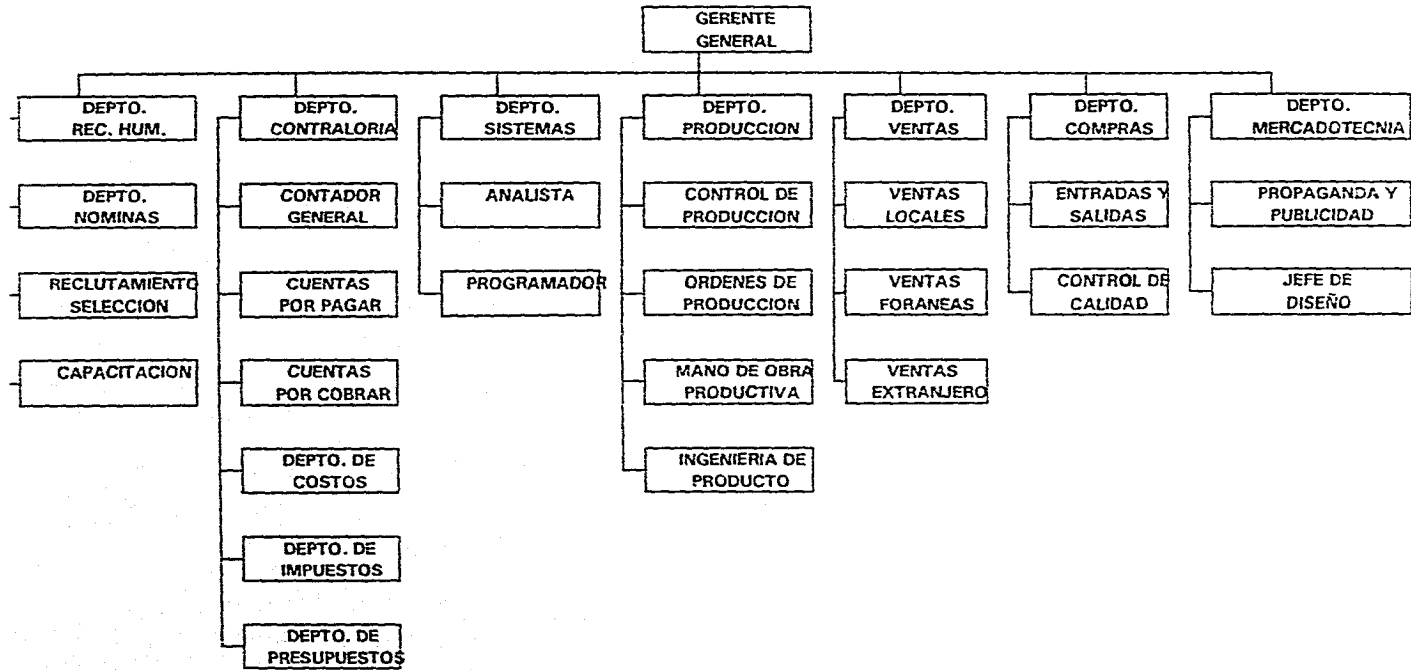 GERENTE
GENERAL
DEPTO.
REC. HUM.
DEPTO.
CONTRALORIA
DEPTO.
SISTEMAS
DEPTO.
PRODUCCION
DEPTO.
VENTAS
DEPTO.
COMPRAS
DEPTO.
MERCADOTECNIA
DEPTO.
NOMINAS
CONTADOR
GENERAL
ANALISTA
CONTROL DE
PRODUCCION
VENTAS
LOCALES
ENTRADAS Y
SALIDAS
PROPAGANDA Y
PUBLICIDAD
RECLUTAMIENTO
SELECCION
CUENTAS
POR PAGAR
PROGRAMADOR
ORDENES DE
PRODUCCION
VENTAS
FORANEAS
CONTROL DE
CALIDAD
JEFE DE
DISEÑO
CAPACITACION
CUENTAS
POR COBRAR
MANO DE OBRA
PRODUCTIVA
VENTAS
EXTRANJERO
DEPTO. DE
COSTOS
INGENIERIA DE
PRODUCTO
DEPTO. DE
IMPUESTOS
DEPTO. DE
PRESUPUESTOS